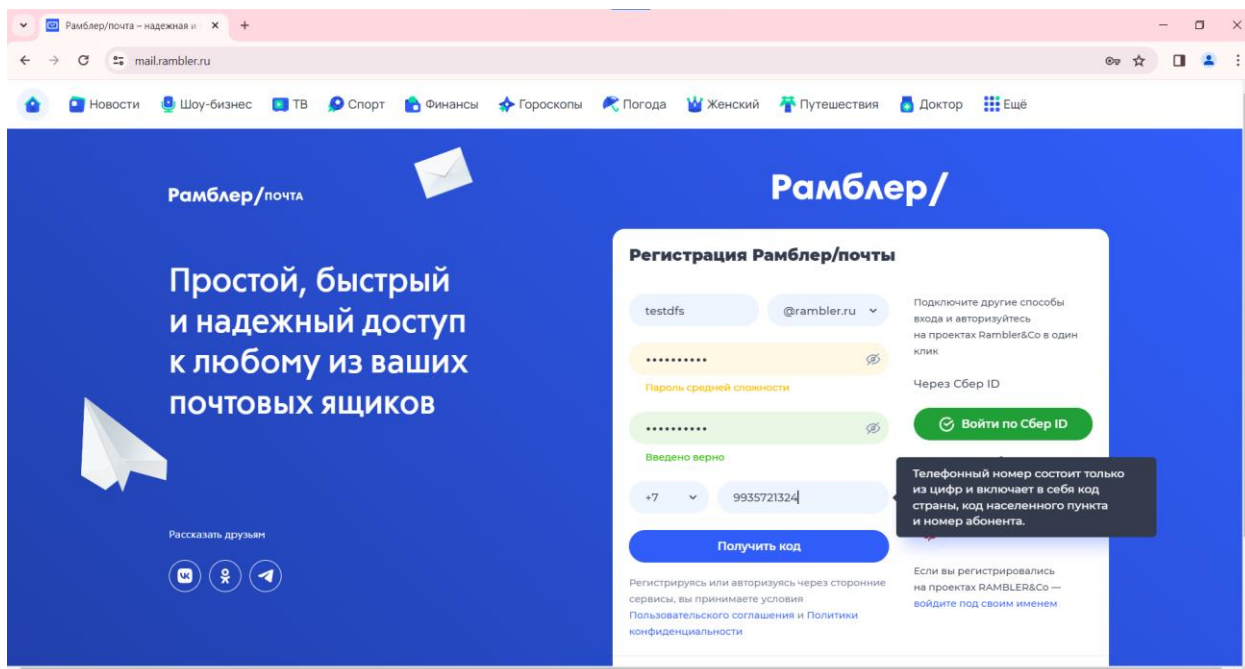 Рамблер/почта – надежная и
mail.rambler.ru
Новости Шоу-бизнес ТВ Спорт Финансы Гороскопы Погода Женский Путешествия Доктор Ещё
Рамблер/почта
Простой, быстрый
и надежный доступ
к любому из ваших
почтовых ящиков
Рассказать друзьям
Рамблер/
Регистрация Рамблер/почты
testdfs @rambler.ru
••••••••••
Пароль средней сложности
••••••••••
Введено верно
+7 9935721324
Получить код
Регистрируясь или авторизуясь через сторонние
сервисы, вы принимаете условия
Пользовательского соглашения и Политики
конфиденциальности
Подключите другие способы
входа и авторизуйтесь
на проектах Rambler&Co в один
клик
Через Сбер ID
Войти по Сбер ID
Телефонный номер состоит только
из цифр и включает в себя код
страны, код населенного пункта
и номер абонента.
Если вы регистрировались
на проектах RAMBLER&Co —
войдите под своим именем